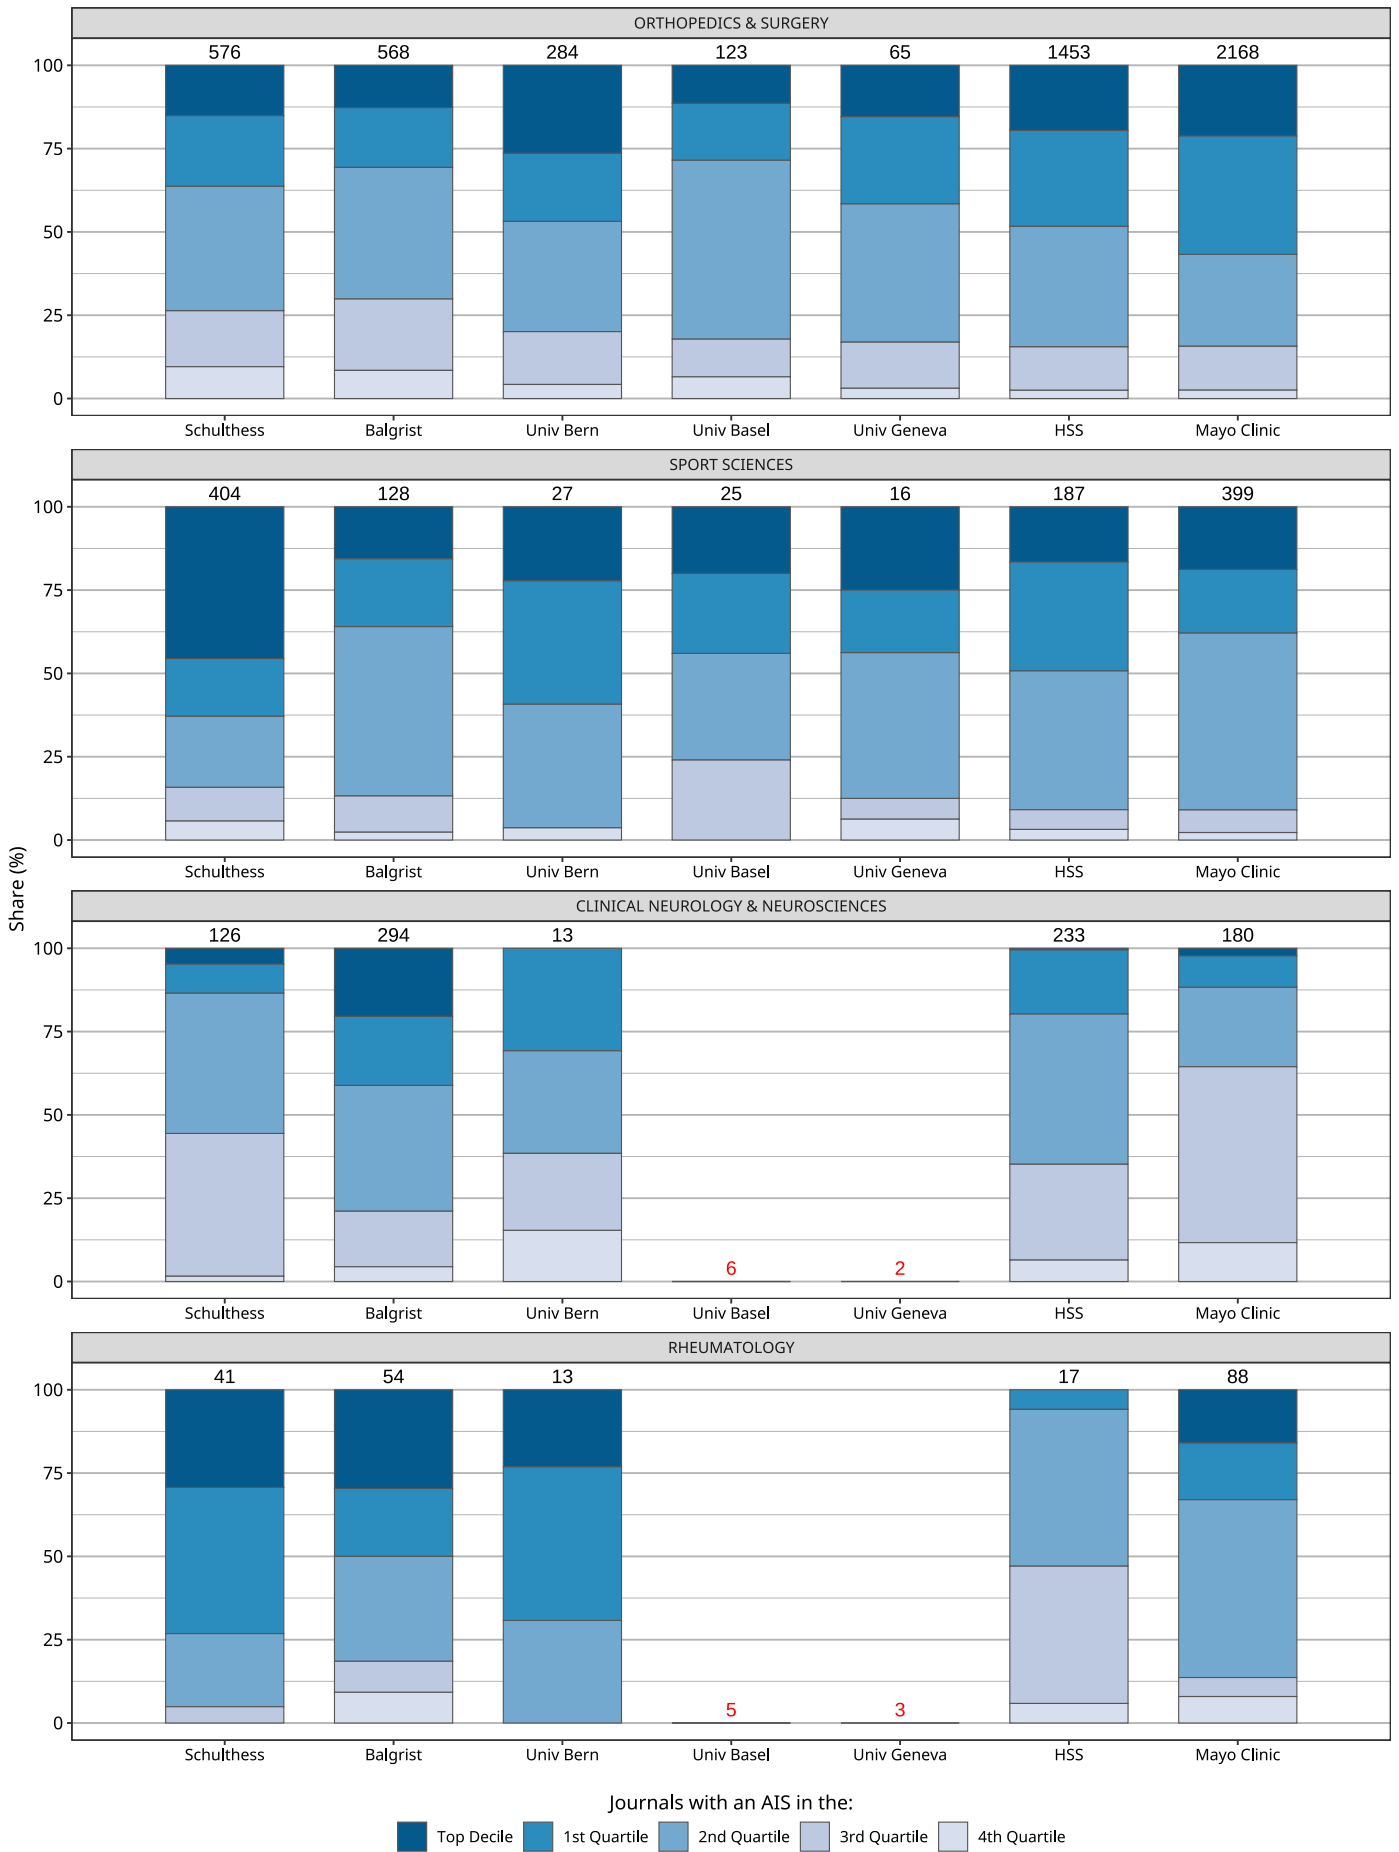 ORTHOPEDICS & SURGERY
576 568 284 123 65 1453 2168
100
75
50
25
0
Schulthess Balgrist Univ Bern Univ Basel Univ Geneva HSS Mayo Clinic
SPORT SCIENCES
404 128 27 25 16 187 399
100
75
50
25
0
Schulthess Balgrist Univ Bern Univ Basel Univ Geneva HSS Mayo Clinic
Share (%)
CLINICAL NEUROLOGY & NEUROSCIENCES
126 294 13 233 180
100
75
50
25
6 2
0
Schulthess Balgrist Univ Bern Univ Basel Univ Geneva HSS Mayo Clinic
RHEUMATOLOGY
41 54 13 17 88
100
75
50
25
5 3
0
Schulthess Balgrist Univ Bern Univ Basel Univ Geneva HSS Mayo Clinic
Journals with an AIS in the:
Top Decile 1st Quartile 2nd Quartile 3rd Quartile 4th Quartile